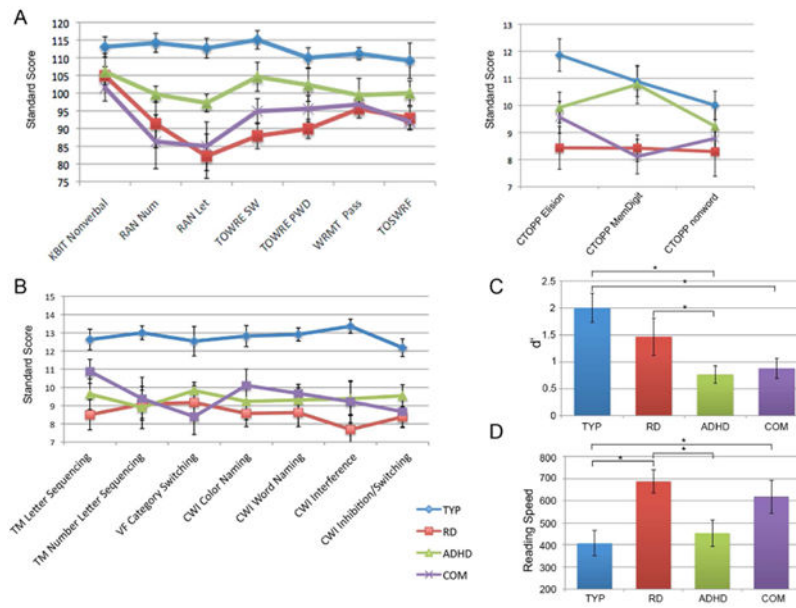 A
Standard Score
120
115
110
105
100
95
90
85
80
75
KBIT Nonverbal
RAN Num
RAN Let
TOWRE SW
TOWRE PWD
WRMT Pass
TOSWRF
Standard Score
13
12
11
10
9
8
7
CTOPP Elision
CTOPP MemDigit
CTOPP nonword
B
Standard Score
15
14
13
12
11
10
9
8
7
TM Letter Sequencing
TM Number Letter Sequencing
VF Category Switching
CWI Color Naming
CWI Word Naming
CWI Interference
CWI Inhibition/Switching
TYP
RD
ADHD
COM
C
d'
2.5
2
1.5
1
0.5
0
* * *
TYP RD ADHD COM
D
Reading Speed
800
700
600
500
400
300
200
* * *
TYP RD ADHD COM